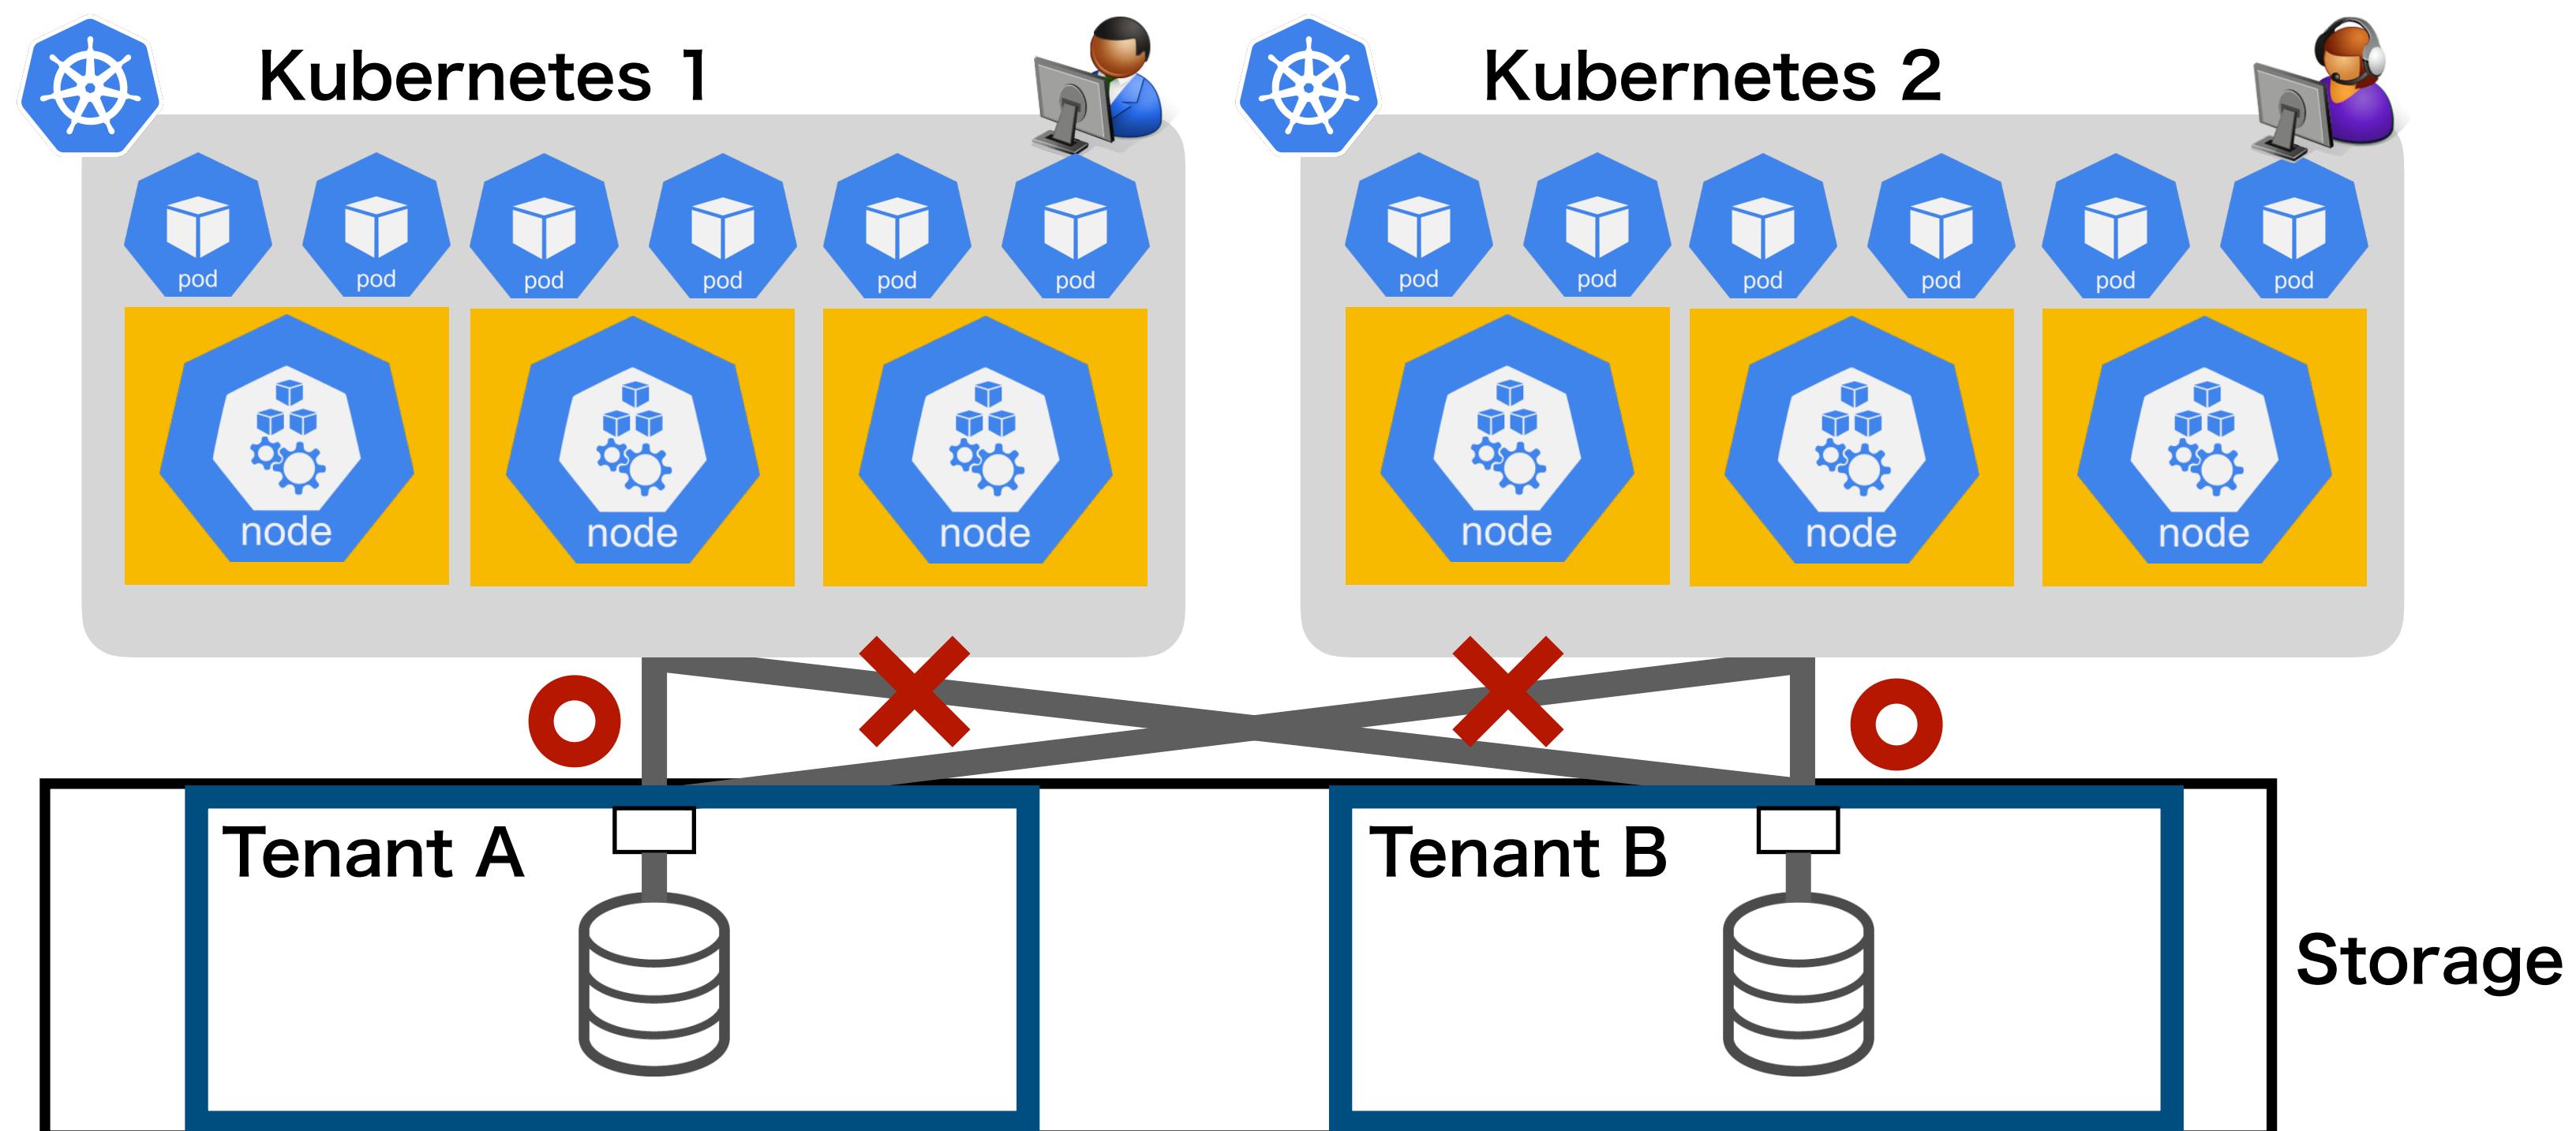 Kubernetes 1
Kubernetes 2
pod pod pod pod pod pod
pod pod pod pod pod pod
node node node
node node node
Tenant A
Tenant B
Storage